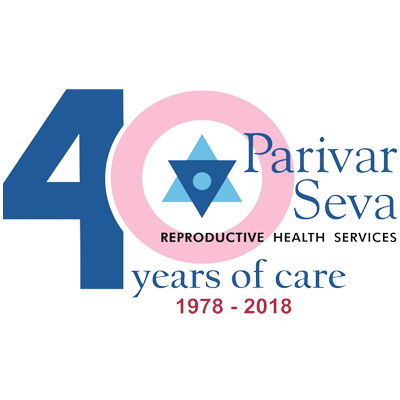 40
Parivar
Seva
REPRODUCTIVE HEALTH SERVICES
years of care
1978 - 2018